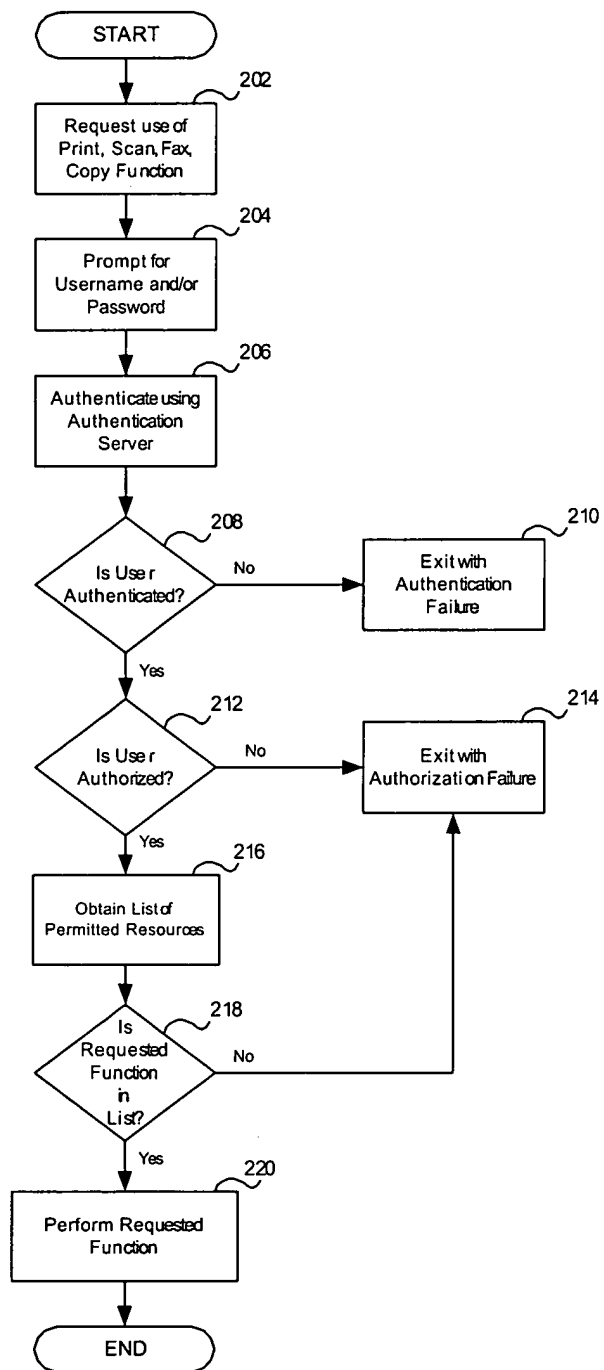 START
202
Request use of
Print, Scan, Fax,
Copy Function
204
Prompt for
Username and/or
Password
206
Authenticate using
Authentication
Server
208
Is User
Authenticated?
No
210
Exit with
Authentication
Failure
Yes
212
Is User
Authorized?
No
214
Exit with
Authorization Failure
Yes
216
Obtain List of
Permitted Resources
218
Is
Requested
Function
in
List?
No
Yes
220
Perform Requested
Function
END